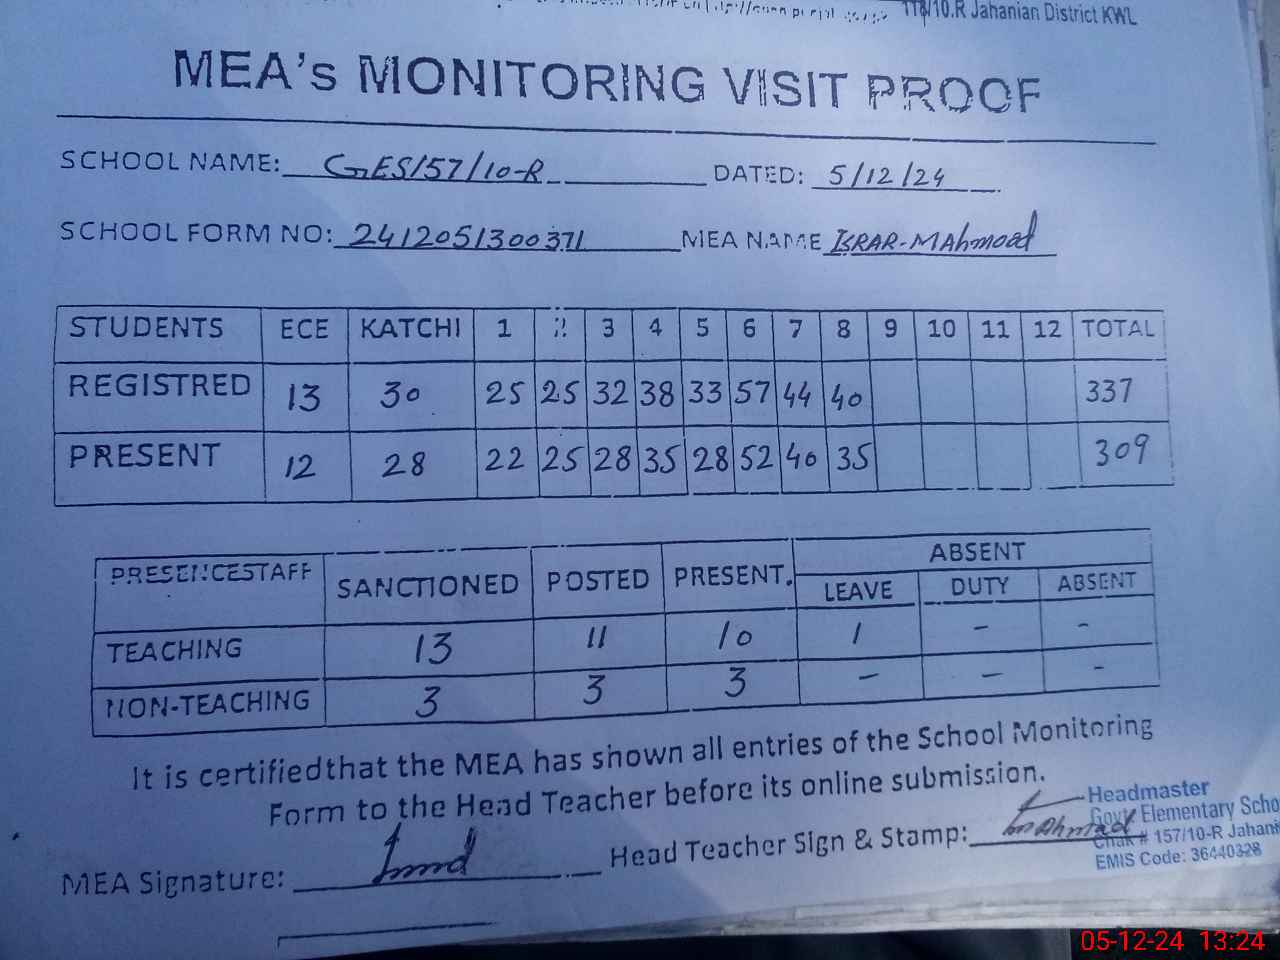 118/10.R Jahanian District KWL
MEA's MONITORING VISIT PROOF
SCHOOL NAME: GES/57/10-R DATED: 5/12/24
SCHOOL FORM NO: 241205130037/ MEA NAME ISRAR-MAhmood
STUDENTS ECE KATCHI 1 2 3 4 5 6 7 8 9 10 11 12 TOTAL
REGISTRED 13 30 25 25 32 38 33 57 44 40 337
PRESENT 12 28 22 25 28 35 28 52 40 35 309
PRESENCESTAFF SANCTIONED POSTED PRESENT. ABSENT
LEAVE DUTY ABSENT
TEACHING 13 11 10 1 - -
NON-TEACHING 3 3 3 - - -
It is certified that the MEA has shown all entries of the School Monitoring
Form to the Head Teacher before its online submission.
MEA Signature: Head Teacher Sign & Stamp:
Headmaster
Govt Elementary Scho
Chak # 157/10-R Jahani
EMIS Code: 36440328
05-12-24 13:24